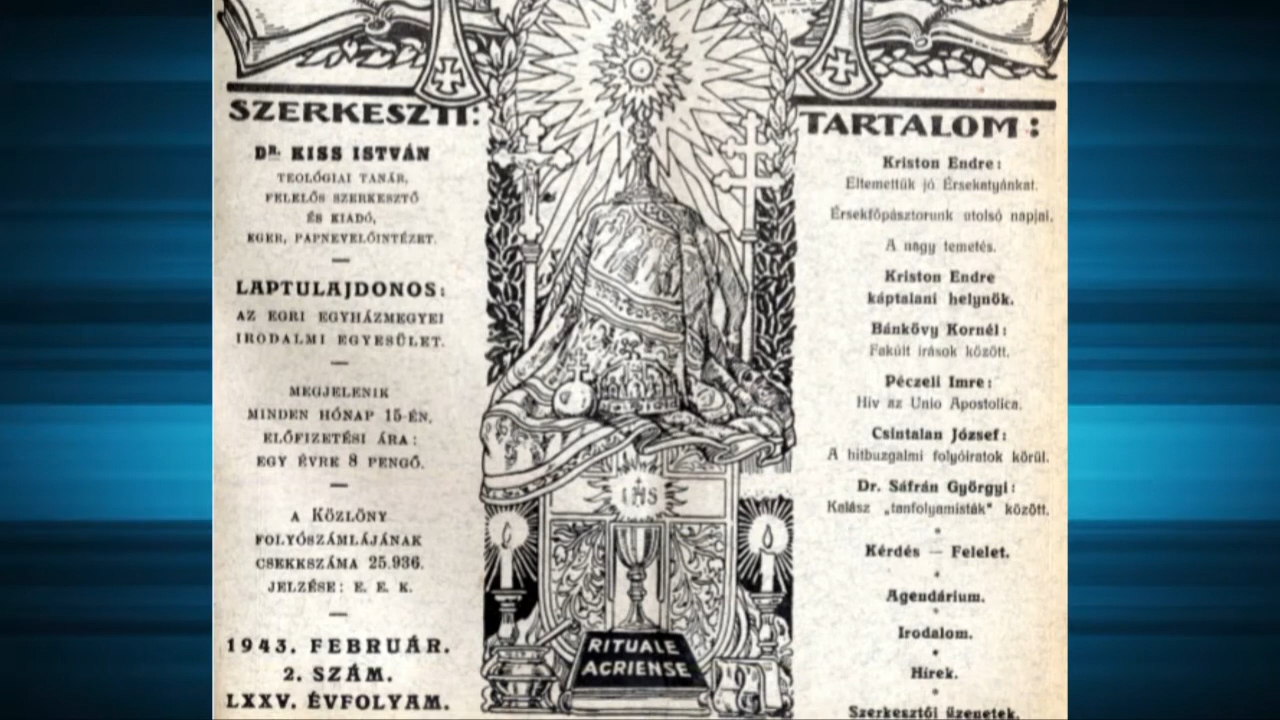 SZERKESZTI:
DR. KISS ISTVÁN
TEOLÓGIAI TANÁR,
FELELŐS SZERKESZTŐ
ÉS KIADÓ,
EGER, PAPNEVELŐINTÉZET.
LAPTULAJDONOS:
AZ EGRI EGYHÁZMEGYEI
IRODALMI EGYESÜLET.
MEGJELENIK
MINDEN HÓNAP 15-ÉN.
ELŐFIZETÉSI ÁRA:
EGY ÉVRE 8 PENGŐ.
A KÖZLÖNY
FOLYÓSZÁMLÁJÁNAK
CSEKKSZÁMA 25.936.
JELZÉSE: E. E. K.
1943. FEBRUÁR.
2. SZÁM.
LXXV. ÉVFOLYAM.
IHS
RITUALE
ACRIENSE
TARTALOM:
Kriston Endre:
Eltemettük jó Érsekatyánkat.
Érsekfőpásztorunk utolsó napjai.
A nagy temetés.
Kriston Endre
káptalani helynök.
Bánkövy Kornél:
Fakult írások között.
Péczeli Imre:
Hív az Unio Apostolica.
Csintalan József:
A hitbuzgalmi folyóiratok körül.
Dr. Sáfrán Györgyi:
Kalász „tanfolyamisták" között.
Kérdés — Felelet.
Agendárium.
Irodalom.
Hírek.
Szerkesztői üzenetek.